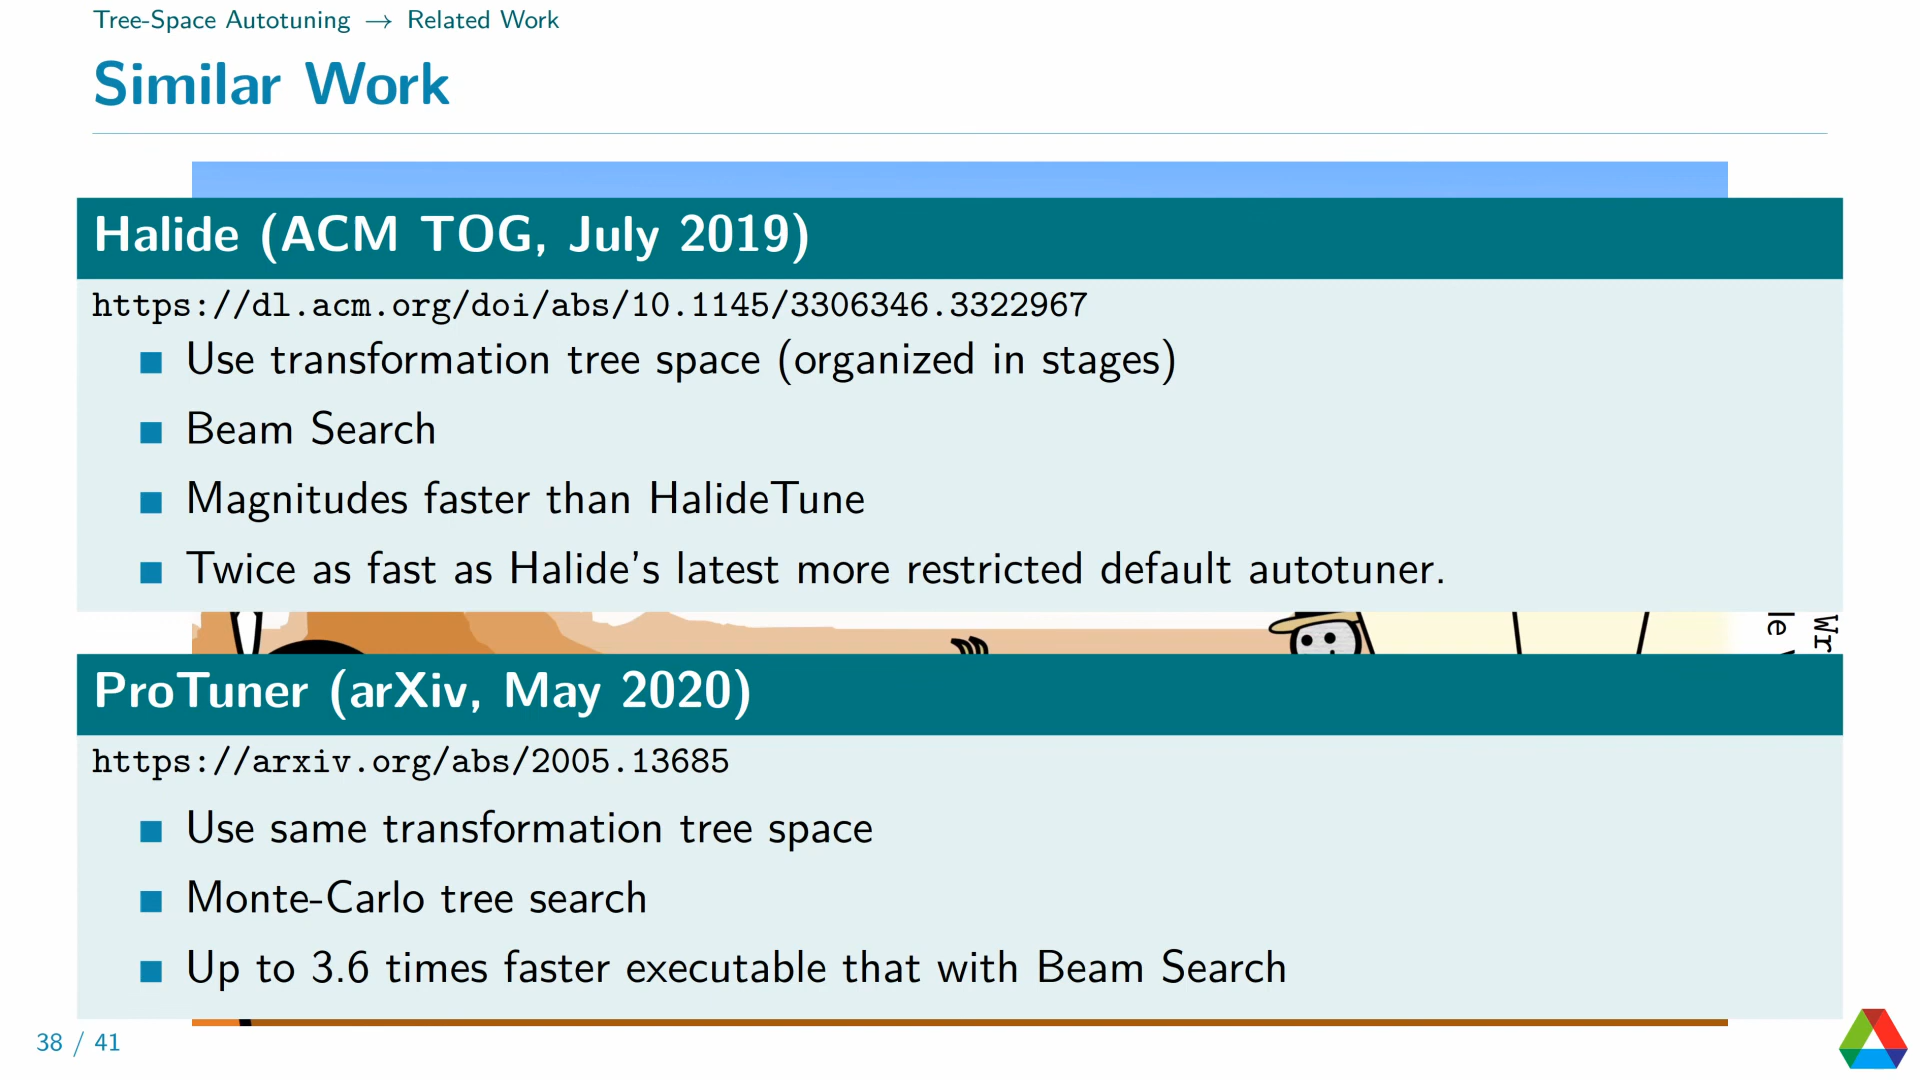 Tree-Space Autotuning → Related Work
Similar Work
Halide (ACM TOG, July 2019)
https://dl.acm.org/doi/abs/10.1145/3306346.3322967
Use transformation tree space (organized in stages)
Beam Search
Magnitudes faster than HalideTune
Twice as fast as Halide's latest more restricted default autotuner.
ProTuner (arXiv, May 2020)
https://arxiv.org/abs/2005.13685
Use same transformation tree space
Monte-Carlo tree search
Up to 3.6 times faster executable that with Beam Search
38 / 41